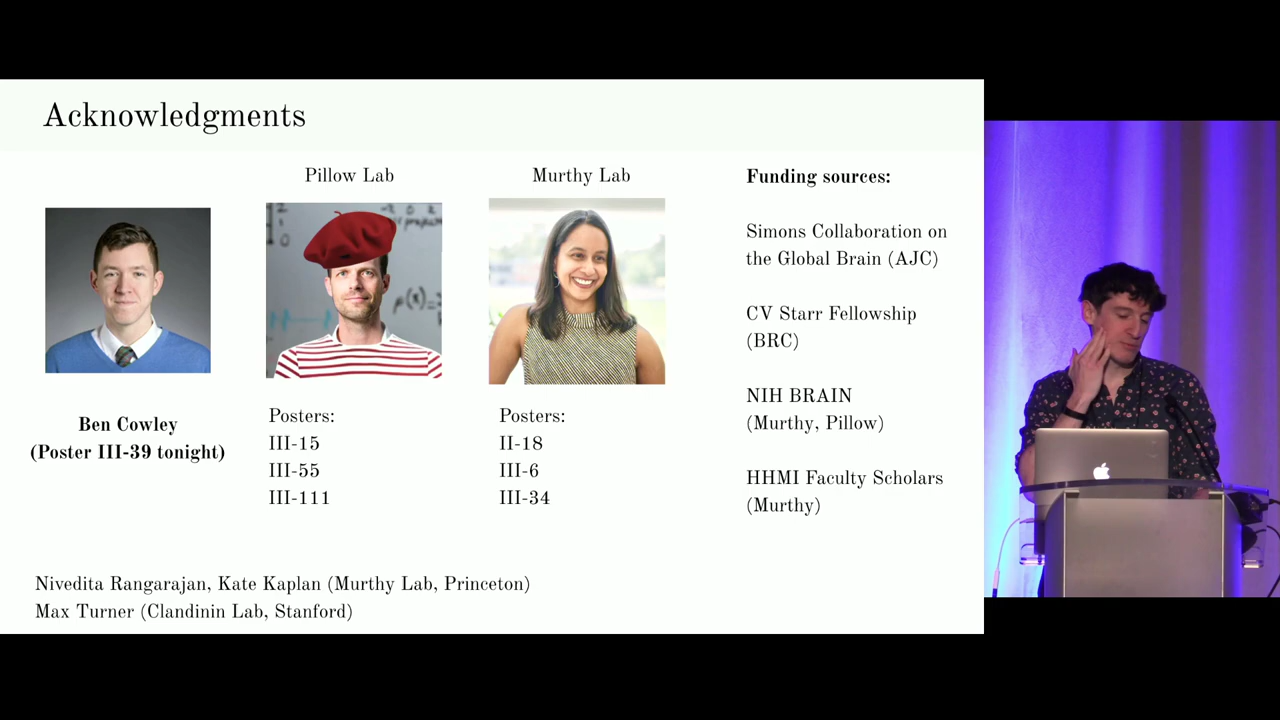 Acknowledgments
Pillow Lab
Murthy Lab
Ben Cowley
(Poster III-39 tonight)
Posters:
III-15
III-55
III-111
Posters:
II-18
III-6
III-34
Funding sources:
Simons Collaboration on
the Global Brain (AJC)
CV Starr Fellowship
(BRC)
NIH BRAIN
(Murthy, Pillow)
HHMI Faculty Scholars
(Murthy)
Nivedita Rangarajan, Kate Kaplan (Murthy Lab, Princeton)
Max Turner (Clandinin Lab, Stanford)